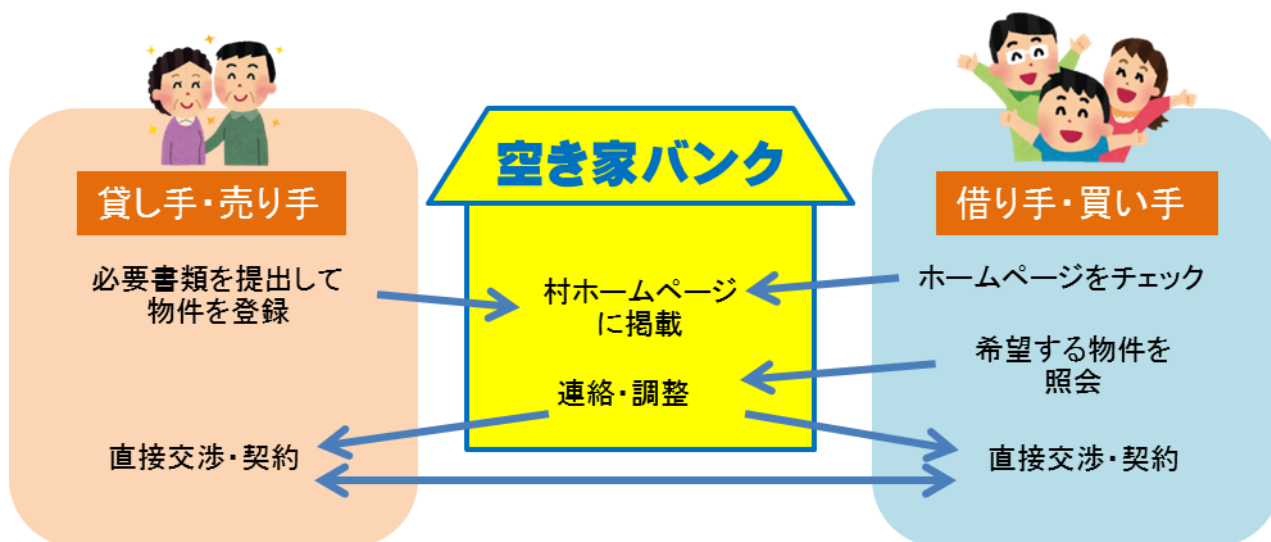 空き家バンク
貸し手・売り手
必要書類を提出して
物件を登録
直接交渉・契約
村ホームページ
に掲載
連絡・調整
借り手・買い手
ホームページをチェック
希望する物件を
照会
直接交渉・契約